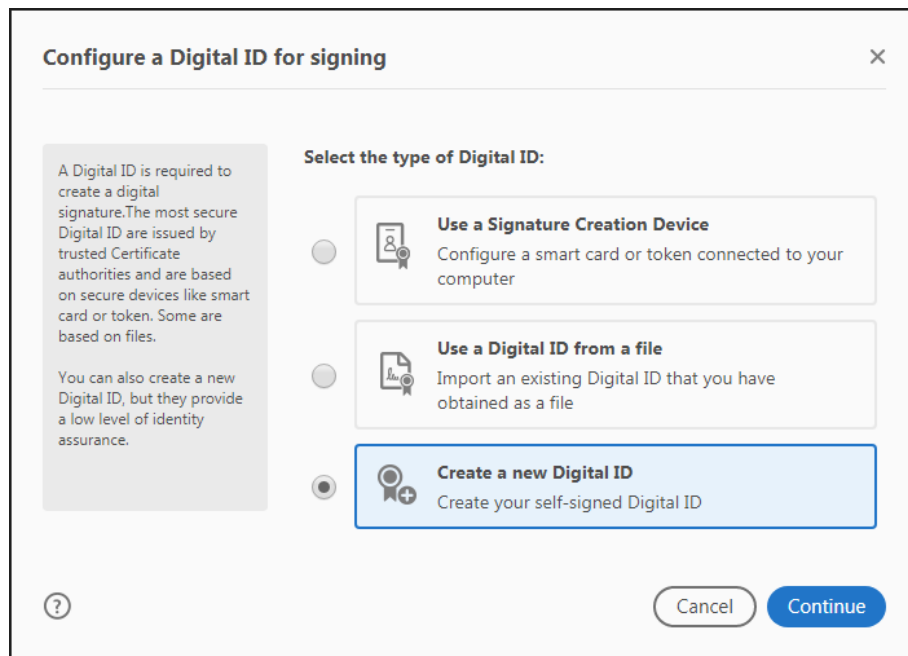 Configure a Digital ID for signing
A Digital ID is required to
create a digital
signature.The most secure
Digital ID are issued by
trusted Certificate
authorities and are based
on secure devices like smart
card or token. Some are
based on files.
You can also create a new
Digital ID, but they provide
a low level of identity
assurance.
Select the type of Digital ID:
Use a Signature Creation Device
Configure a smart card or token connected to your
computer
Use a Digital ID from a file
Import an existing Digital ID that you have
obtained as a file
Create a new Digital ID
Create your self-signed Digital ID
?
Cancel
Continue